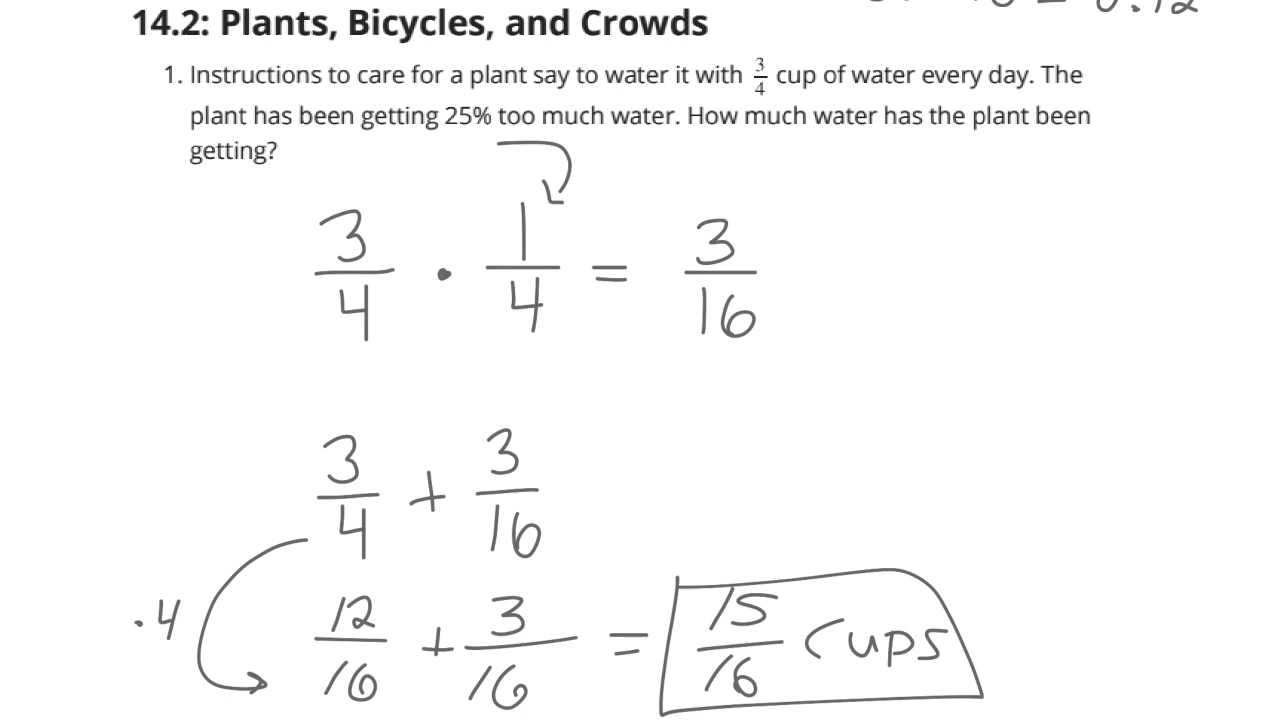 14.2: Plants, Bicycles, and Crowds
1. Instructions to care for a plant say to water it with 3/4 cup of water every day. The
plant has been getting 25% too much water. How much water has the plant been
getting?
3/4 · 1/4 = 3/16
3/4 + 3/16
·4 12/16 + 3/16 = 15/16 cups